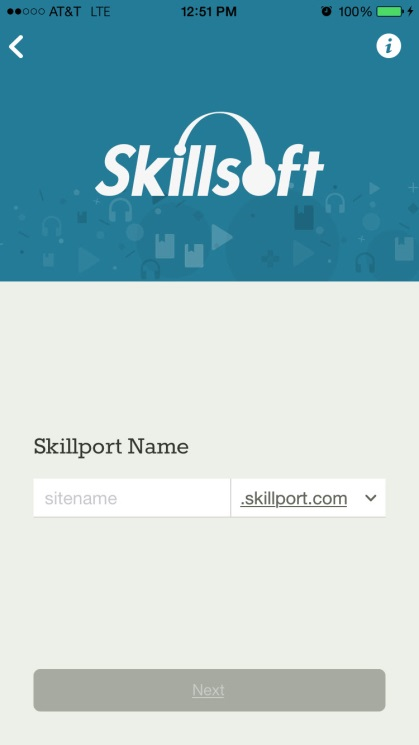 AT&T LTE 12:51 PM 100%
i
Skillsoft
Skillport Name
sitename .skillport.com
Next